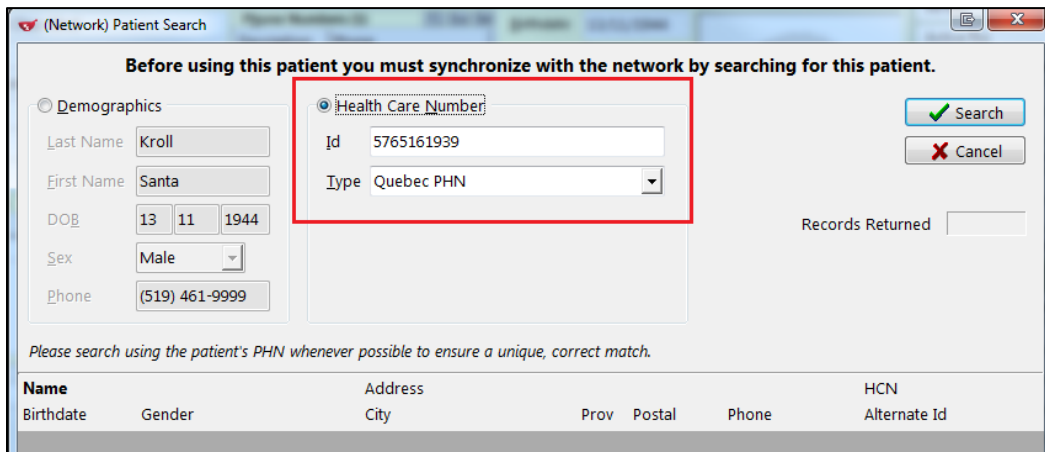 (Network) Patient Search
Before using this patient you must synchronize with the network by searching for this patient.
Demographics
Last Name Kroll
First Name Santa
DOB 13 11 1944
Sex Male
Phone (519) 461-9999
Health Care Number
Id 5765161939
Type Quebec PHN
Search
Cancel
Records Returned
Please search using the patient's PHN whenever possible to ensure a unique, correct match.
Name Address HCN
Birthdate Gender City Prov Postal Phone Alternate Id